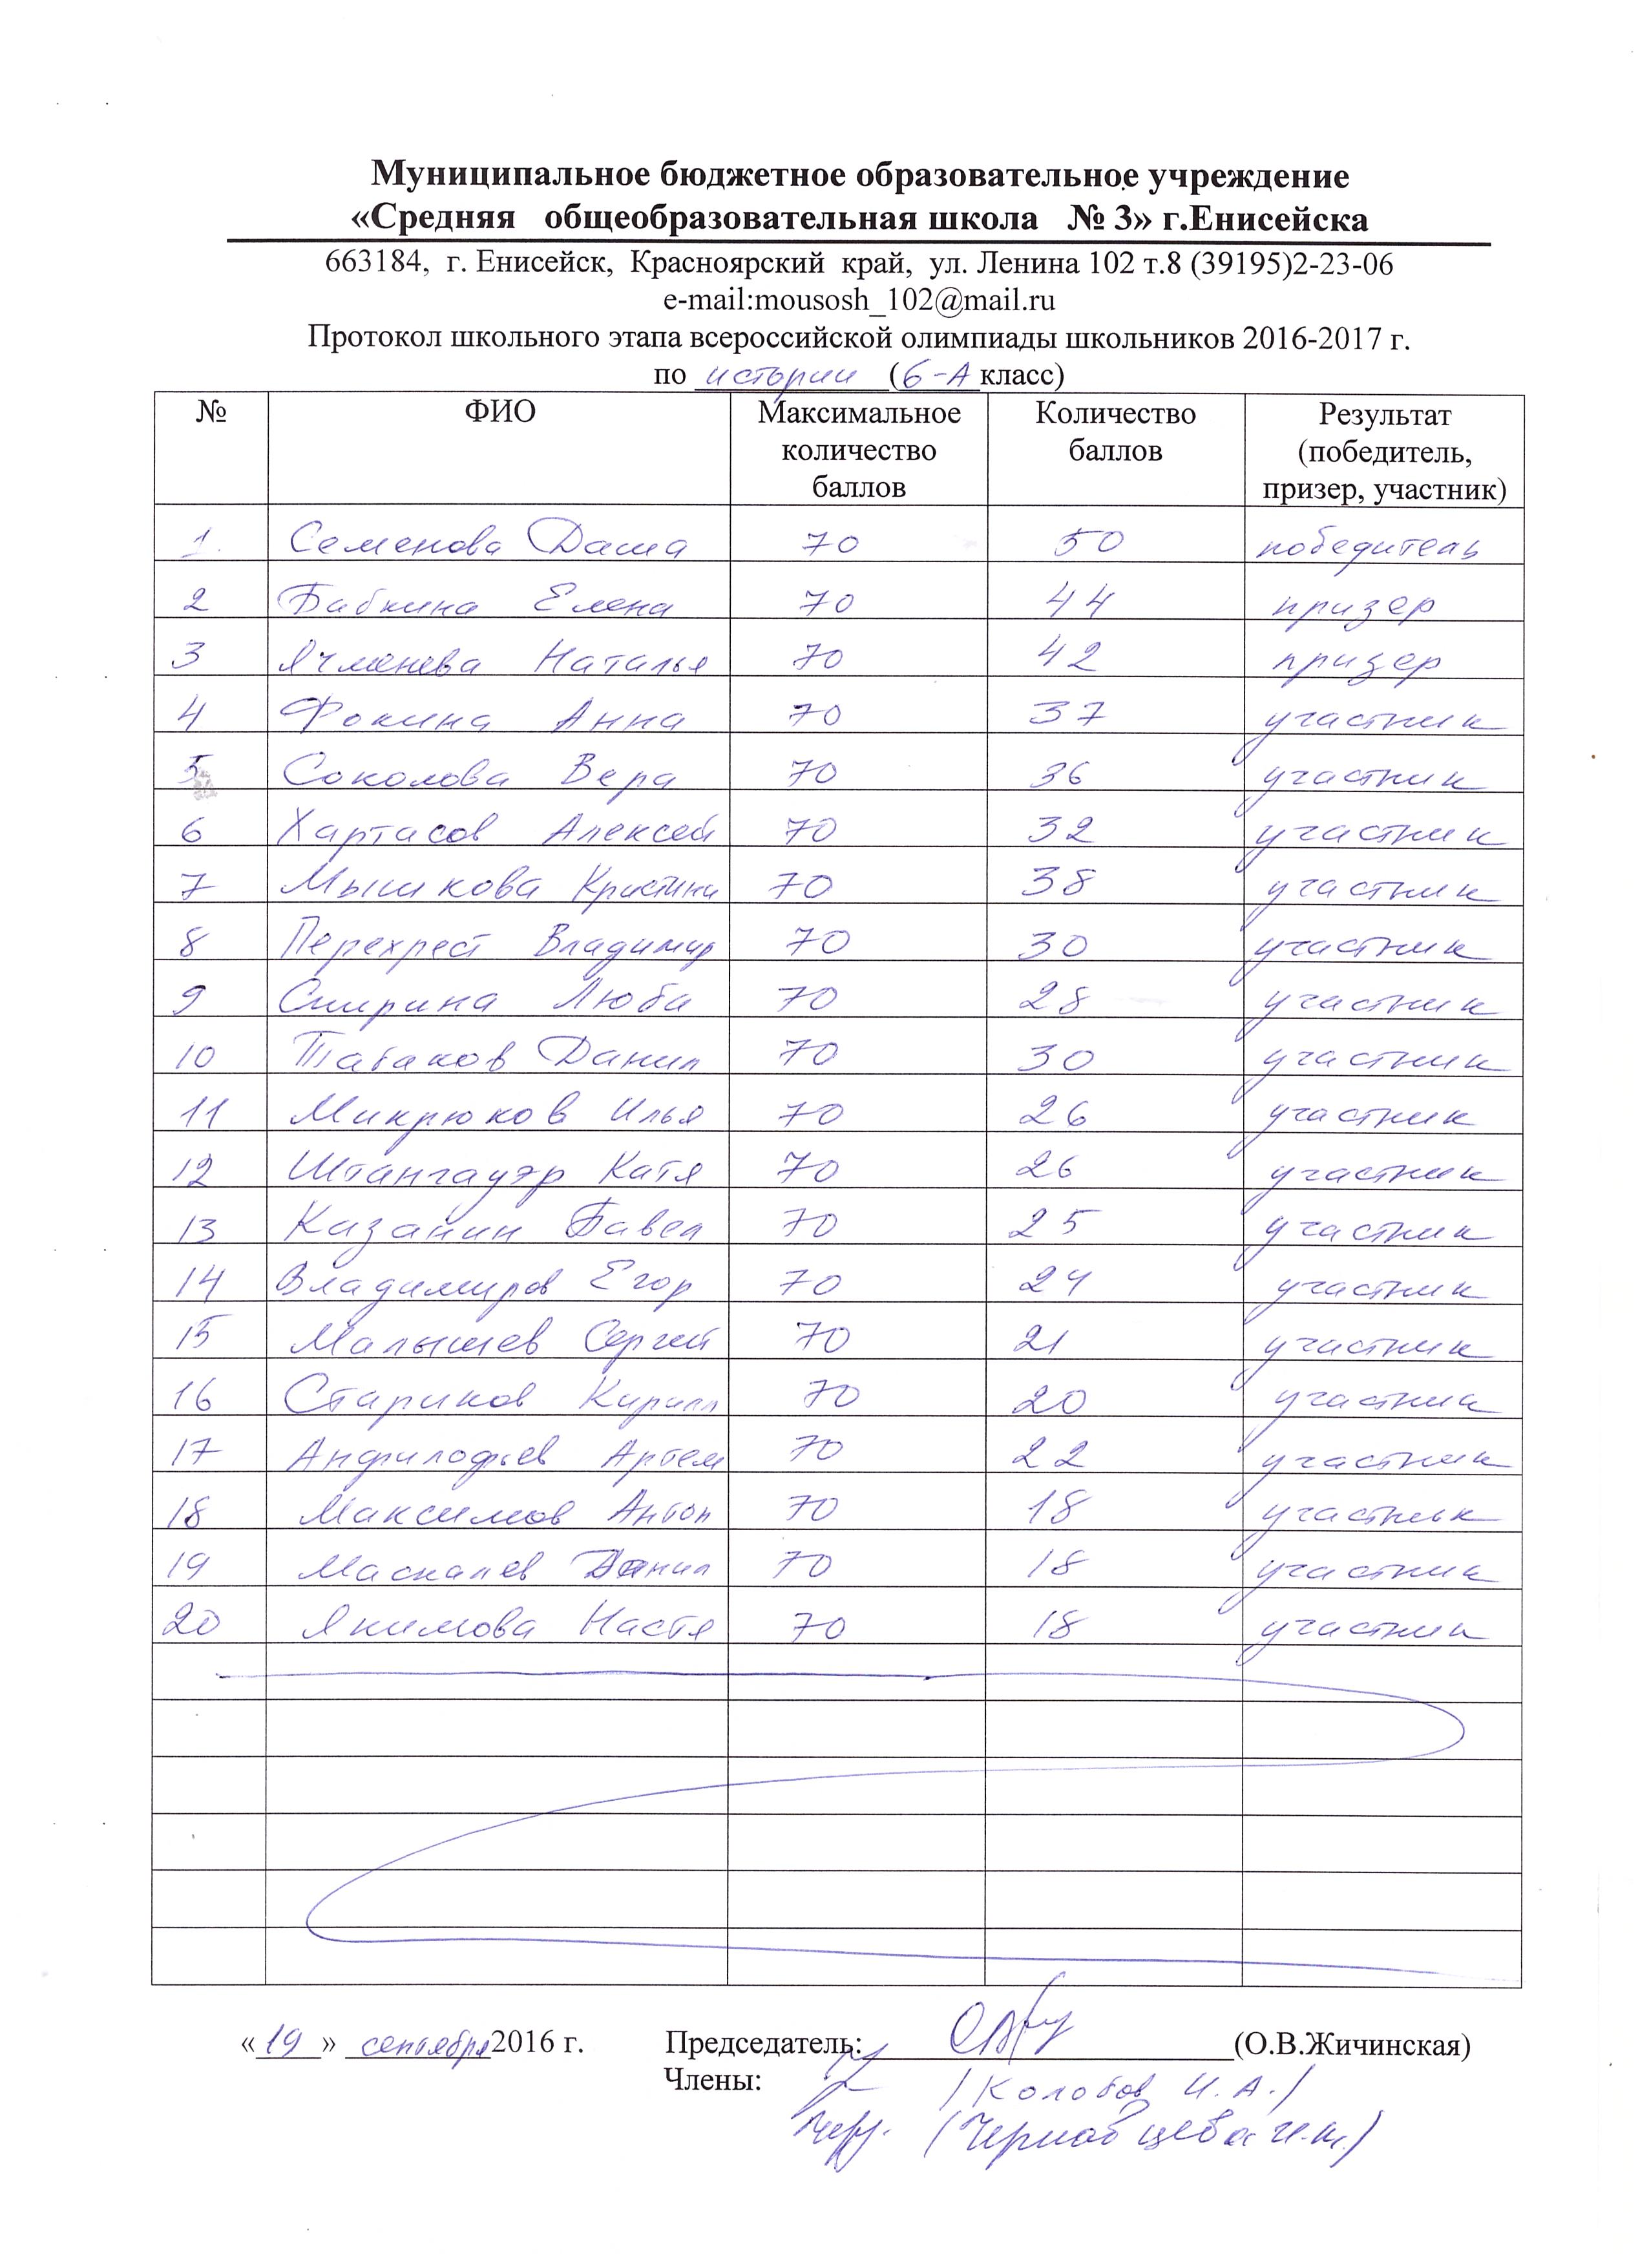 Муниципальное бюджетное образовательное учреждение
«Средняя общеобразовательная школа № 3» г.Енисейска
663184, г. Енисейск, Красноярский край, ул. Ленина 102 т.8 (39195)2-23-06
e-mail:mousosh_102@mail.ru
Протокол школьного этапа всероссийской олимпиады школьников 2016-2017 г.
по истории (6-А класс)
№ ФИО Максимальное количество баллов Количество баллов Результат (победитель, призер, участник)
1. Семенова Даша 70 50 победитель
2 Бабкина Елена 70 44 призер
3 Ячменева Наталья 70 42 призер
4 Фокина Анна 70 37 участник
5 Соколова Вера 70 36 участник
6 Хартасов Алексей 70 32 участник
7 Мышкова Кристина 70 38 участник
8 Перехрест Владимир 70 30 участник
9 Спирина Люба 70 28 участник
10 Табаков Данил 70 30 участник
11 Микрюков Илья 70 26 участник
12 Штангауэр Катя 70 26 участник
13 Казанин Павел 70 25 участник
14 Владимиров Егор 70 24 участник
15 Малышев Сергей 70 21 участник
16 Стариков Кирилл 70 20 участник
17 Анфилофьев Артем 70 22 участник
18 Максимов Антон 70 18 участник
19 Маскалев Данил 70 18 участник
20 Якимова Настя 70 18 участник
«19» сентября 2016 г. Председатель: (О.В.Жичинская)
Члены: /Колобов И.А./